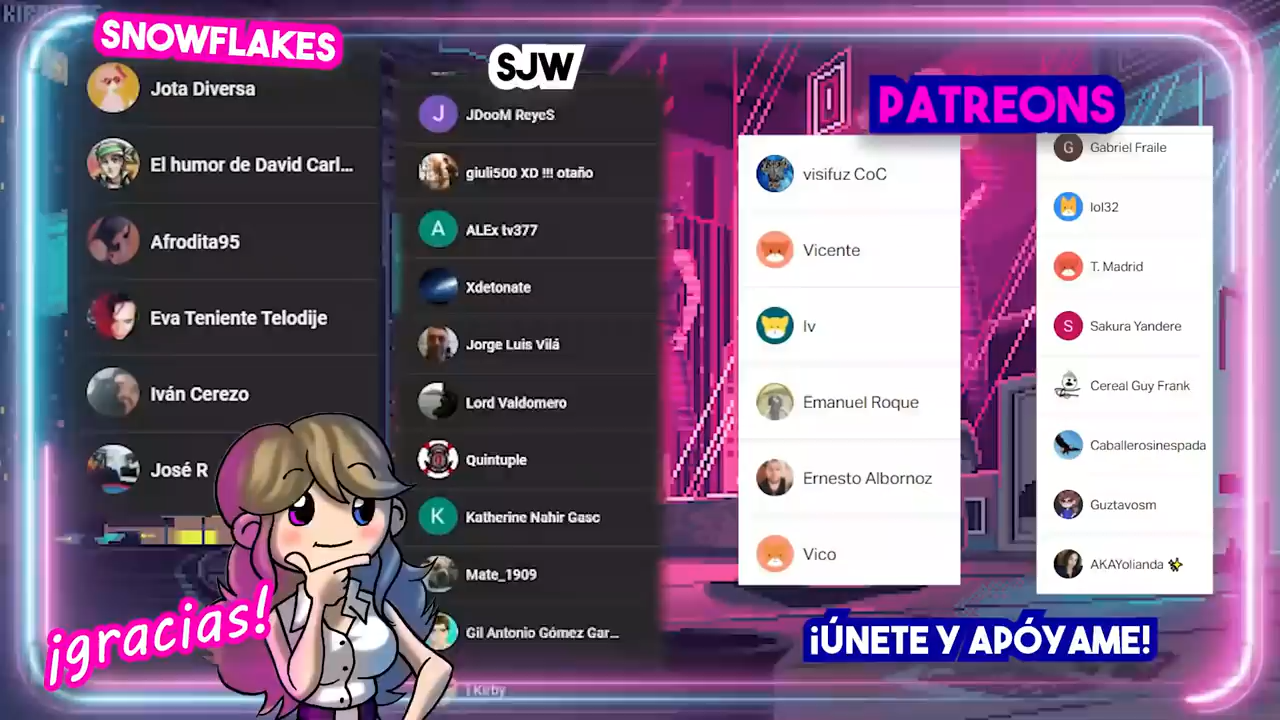 SNOWFLAKES
Jota Diversa
El humor de David Carl...
Afrodita95
Eva Teniente Telodije
Iván Cerezo
José R
¡gracias!
SJW
J
JDooM ReyeS
giuli500 XD !!! otaño
A
ALEx tv377
Xdetonate
Jorge Luis Vilá
Lord Valdomero
Quintuple
K
Katherine Nahir Gasc
Mate_1909
Gil Antonio Gómez Gar...
Kirby
PATREONS
visifuz CoC
Vicente
Iv
Emanuel Roque
Ernesto Albornoz
Vico
G
Gabriel Fraile
lol32
T. Madrid
S
Sakura Yandere
Cereal Guy Frank
Caballerosinespada
Guztavosm
AKAYolianda
¡ÚNETE Y APÓYAME!